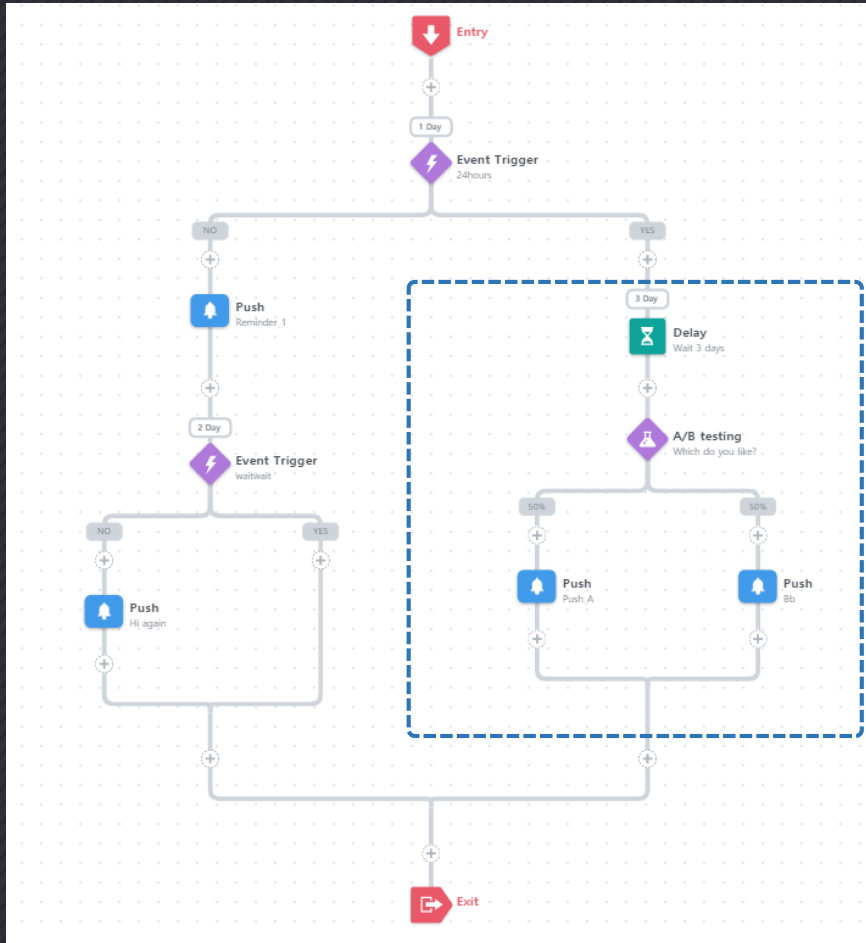 Entry
1 Day
Event Trigger
24hours
NO
YES
Push
Reminder_1
3 Day
Delay
Wait 3 days
2 Day
Event Trigger
waitwait
A/B testing
Which do you like?
50%
50%
NO
YES
Push
Push_A
Push
Bb
Push
Hi again
Exit